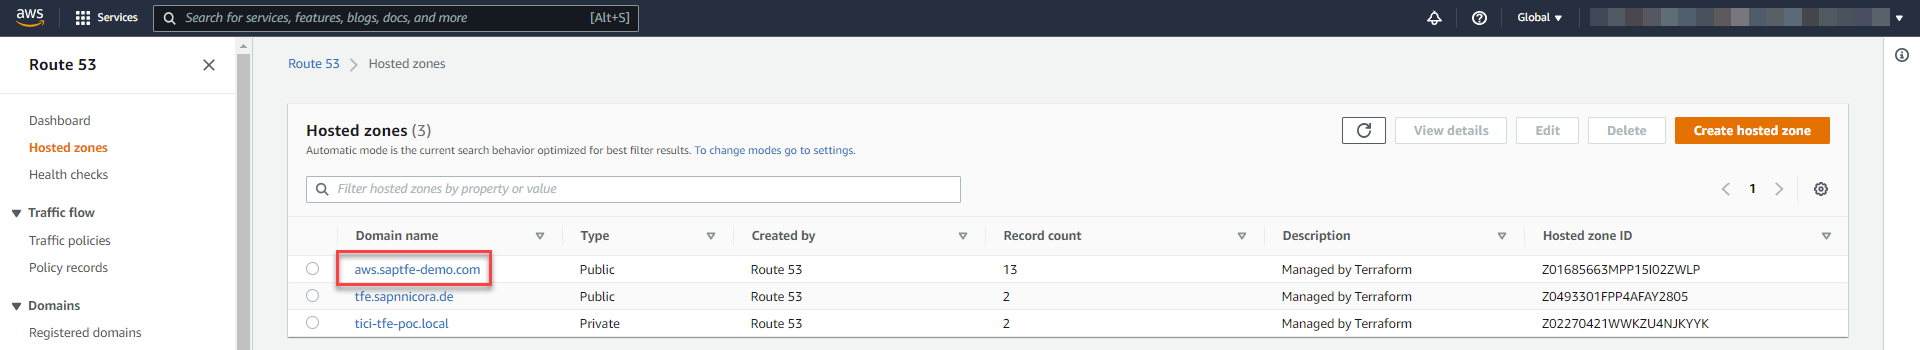 aws Services Search for services, features, blogs, docs, and more [Alt+S] Global
Route 53
Dashboard
Hosted zones
Health checks
Traffic flow
Traffic policies
Policy records
Domains
Registered domains
Route 53 Hosted zones
Hosted zones (3) View details Edit Delete Create hosted zone
Automatic mode is the current search behavior optimized for best filter results. To change modes go to settings.
Filter hosted zones by property or value 1
Domain name Type Created by Record count Description Hosted zone ID
aws.saptfe-demo.com Public Route 53 13 Managed by Terraform Z01685663MPP15I02ZWLP
tfe.sapnnicora.de Public Route 53 2 Managed by Terraform Z0493301FPP4AFAY2805
tici-tfe-poc.local Private Route 53 2 Managed by Terraform Z02270421WWKZU4NJKYYK